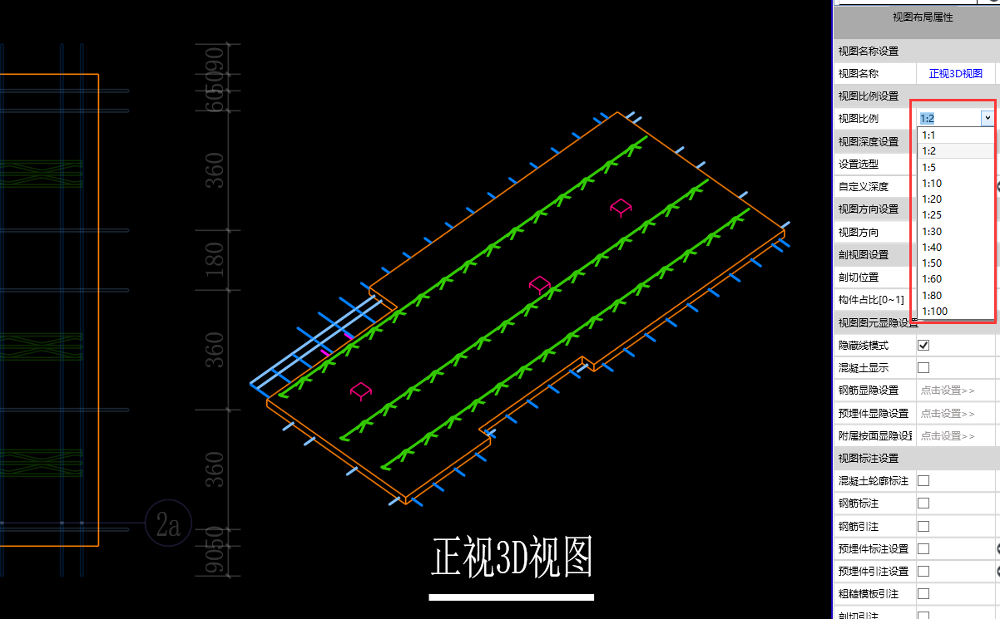 视图布局属性
视图名称设置
视图名称 正视3D视图
视图比例设置
视图比例 1:2
1:1
视图深度设置
1:2
设置选型
1:5
自定义深度
1:10
1:20
视图方向设置
1:25
视图方向
1:30
剖视图设置
1:40
1:50
剖切位置
1:60
构件占比[0~1]
1:80
1:100
视图图元显隐设置
隐藏线模式
混凝土显示
钢筋显隐设置 点击设置>>
预埋件显隐设置 点击设置>>
附属按面显隐设 点击设置>>
视图标注设置
混凝土轮廓标注
钢筋标注
钢筋引注
预埋件标注设置
预埋件引注设置
粗糙模板引注
剖切引注
360
180
360
360
2a
正视3D视图